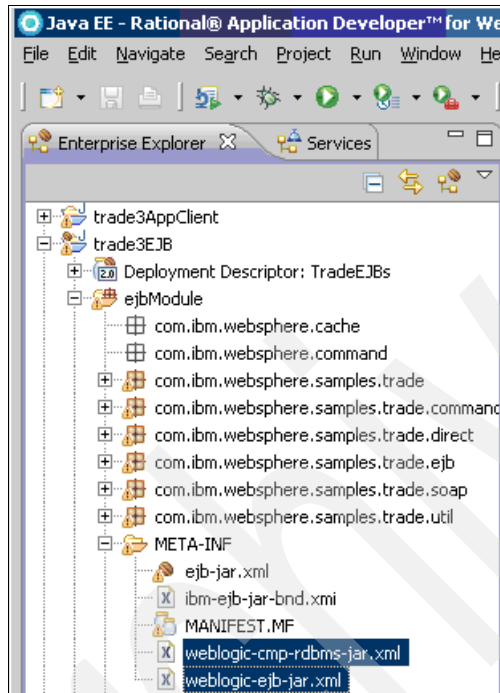 Java EE - Rational® Application Developer™ for We
File Edit Navigate Search Project Run Window He
Enterprise Explorer Services
trade3AppClient
trade3EJB
2.0 Deployment Descriptor: TradeEJBs
ejbModule
com.ibm.websphere.cache
com.ibm.websphere.command
com.ibm.websphere.samples.trade
com.ibm.websphere.samples.trade.command
com.ibm.websphere.samples.trade.direct
com.ibm.websphere.samples.trade.ejb
com.ibm.websphere.samples.trade.soap
com.ibm.websphere.samples.trade.util
META-INF
ejb-jar.xml
ibm-ejb-jar-bnd.xmi
MANIFEST.MF
weblogic-cmp-rdbms-jar.xml
weblogic-ejb-jar.xml